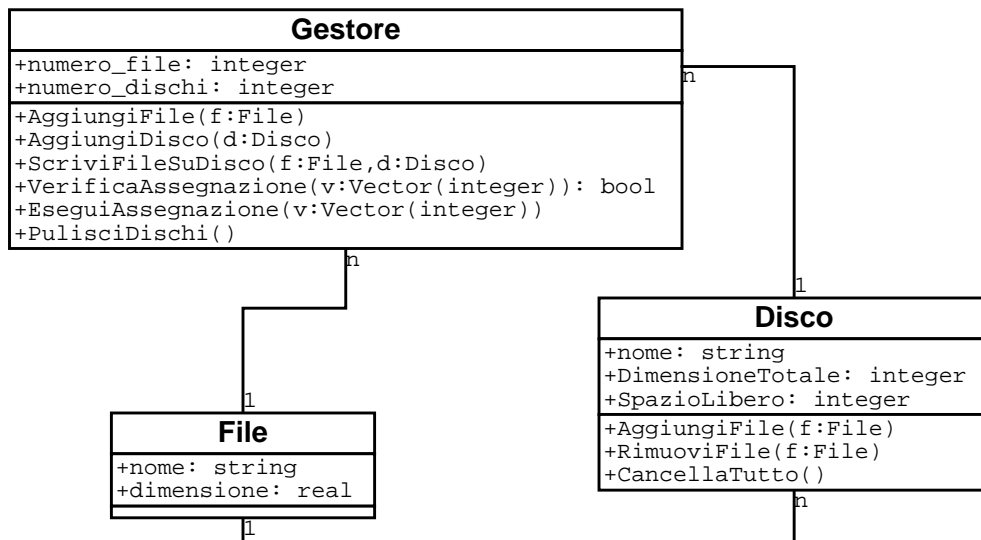 Gestore
+numero_file: integer
+numero_dischi: integer
+AggiungiFile(f:File)
+AggiungiDisco(d:Disco)
+ScriviFileSuDisco(f:File,d:Disco)
+VerificaAssegnazione(v:Vector(integer)): bool
+EseguiAssegnazione(v:Vector(integer))
+PulisciDischi()
n
n
1
1
File
+nome: string
+dimensione: real
1
Disco
+nome: string
+DimensioneTotale: integer
+SpazioLibero: integer
+AggiungiFile(f:File)
+RimuoviFile(f:File)
+CancellaTutto()
n